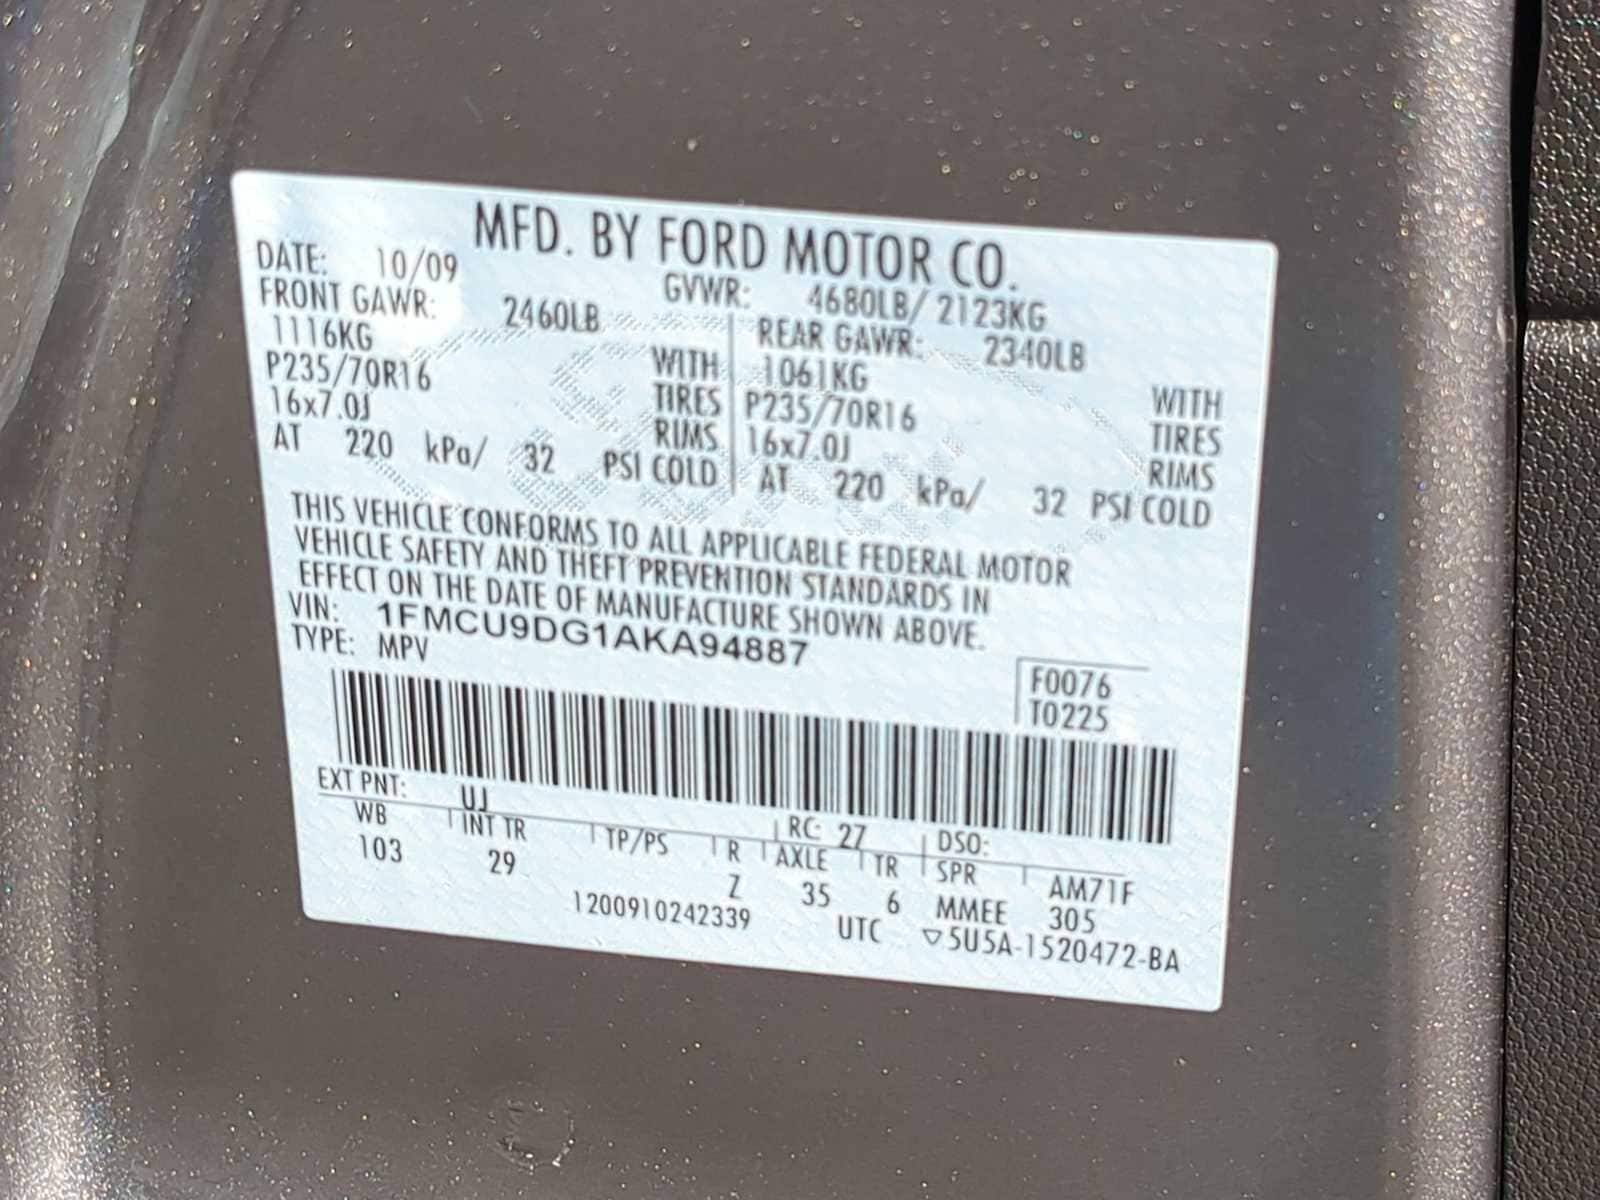 MFD. BY FORD MOTOR CO.
DATE: 10/09 GVWR: 4680LB/ 2123KG
FRONT GAWR: 2460LB REAR GAWR: 2340LB
1116KG WITH 1061KG WITH
P235/70R16 TIRES P235/70R16 TIRES
16x7.0J RIMS 16x7.0J RIMS
AT 220 kPa/ 32 PSI COLD AT 220 kPa/ 32 PSI COLD
THIS VEHICLE CONFORMS TO ALL APPLICABLE FEDERAL MOTOR
VEHICLE SAFETY AND THEFT PREVENTION STANDARDS IN
EFFECT ON THE DATE OF MANUFACTURE SHOWN ABOVE.
VIN: 1FMCU9DG1AKA94887
TYPE: MPV
F0076
T0225
EXT PNT: UJ RC: 27 DSO:
WB INT TR TP/PS R AXLE TR SPR AM71F
103 29 Z 35 6 MMEE 305
1200910242339 UTC ▽5U5A-1520472-BA